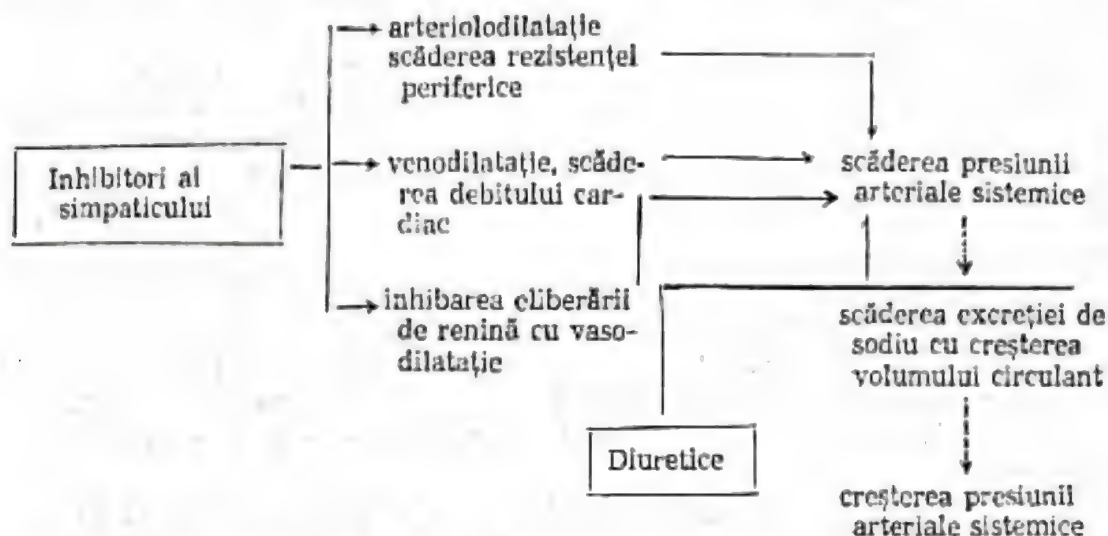 arteriolodilatație
scăderea rezistenței
periferice
Inhibitori ai
simpaticului
venodilatație, scăde-
rea debitului car-
diac
inhibarea eliberării
de renină cu vaso-
dilatație
scăderea presiunii
arteriale sistemice
scăderea excreției de
sodiu cu creșterea
volumului circulant
Diuretice
creșterea presiunii
arteriale sistemice